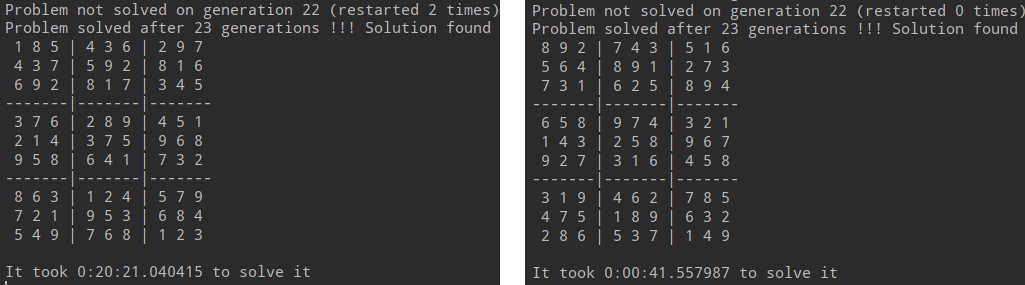 Problem not solved on generation 22 (restarted 2 times)
Problem solved after 23 generations !!! Solution found
1 8 5 | 4 3 6 | 2 9 7
4 3 7 | 5 9 2 | 8 1 6
6 9 2 | 8 1 7 | 3 4 5
-------|-------|-------
3 7 6 | 2 8 9 | 4 5 1
2 1 4 | 3 7 5 | 9 6 8
9 5 8 | 6 4 1 | 7 3 2
-------|-------|-------
8 6 3 | 1 2 4 | 5 7 9
7 2 1 | 9 5 3 | 6 8 4
5 4 9 | 7 6 8 | 1 2 3
It took 0:20:21.040415 to solve it
Problem not solved on generation 22 (restarted 0 times)
Problem solved after 23 generations !!! Solution found
8 9 2 | 7 4 3 | 5 1 6
5 6 4 | 8 9 1 | 2 7 3
7 3 1 | 6 2 5 | 8 9 4
-------|-------|-------
6 5 8 | 9 7 4 | 3 2 1
1 4 3 | 2 5 8 | 9 6 7
9 2 7 | 3 1 6 | 4 5 8
-------|-------|-------
3 1 9 | 4 6 2 | 7 8 5
4 7 5 | 1 8 9 | 6 3 2
2 8 6 | 5 3 7 | 1 4 9
It took 0:00:41.557987 to solve it